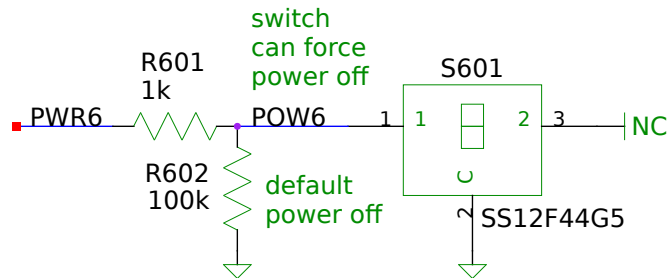 switch
can force
power off
R601
1k
S601
PWR6
POW6
1
1
2
3
NC
R602
100k
default
power off
C
2
SS12F44G5